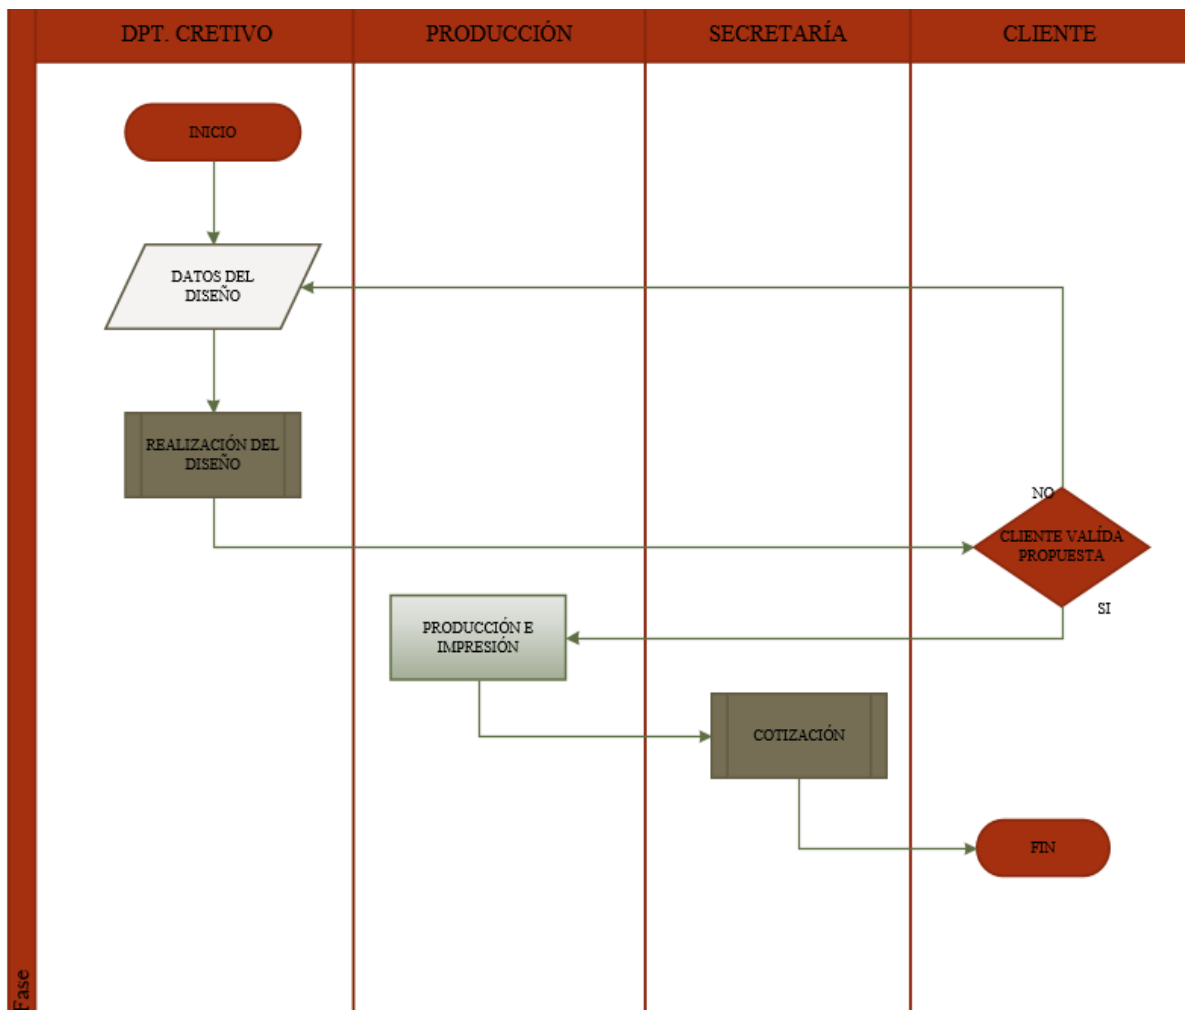 DPT. CRETIVO
PRODUCCIÓN
SECRETARÍA
CLIENTE
INICIO
DATOS DEL
DISEÑO
REALIZACIÓN DEL
DISEÑO
NO
CLIENTE VALÍDA
PROPUESTA
SI
PRODUCCIÓN E
IMPRESIÓN
COTIZACIÓN
FIN
Fase